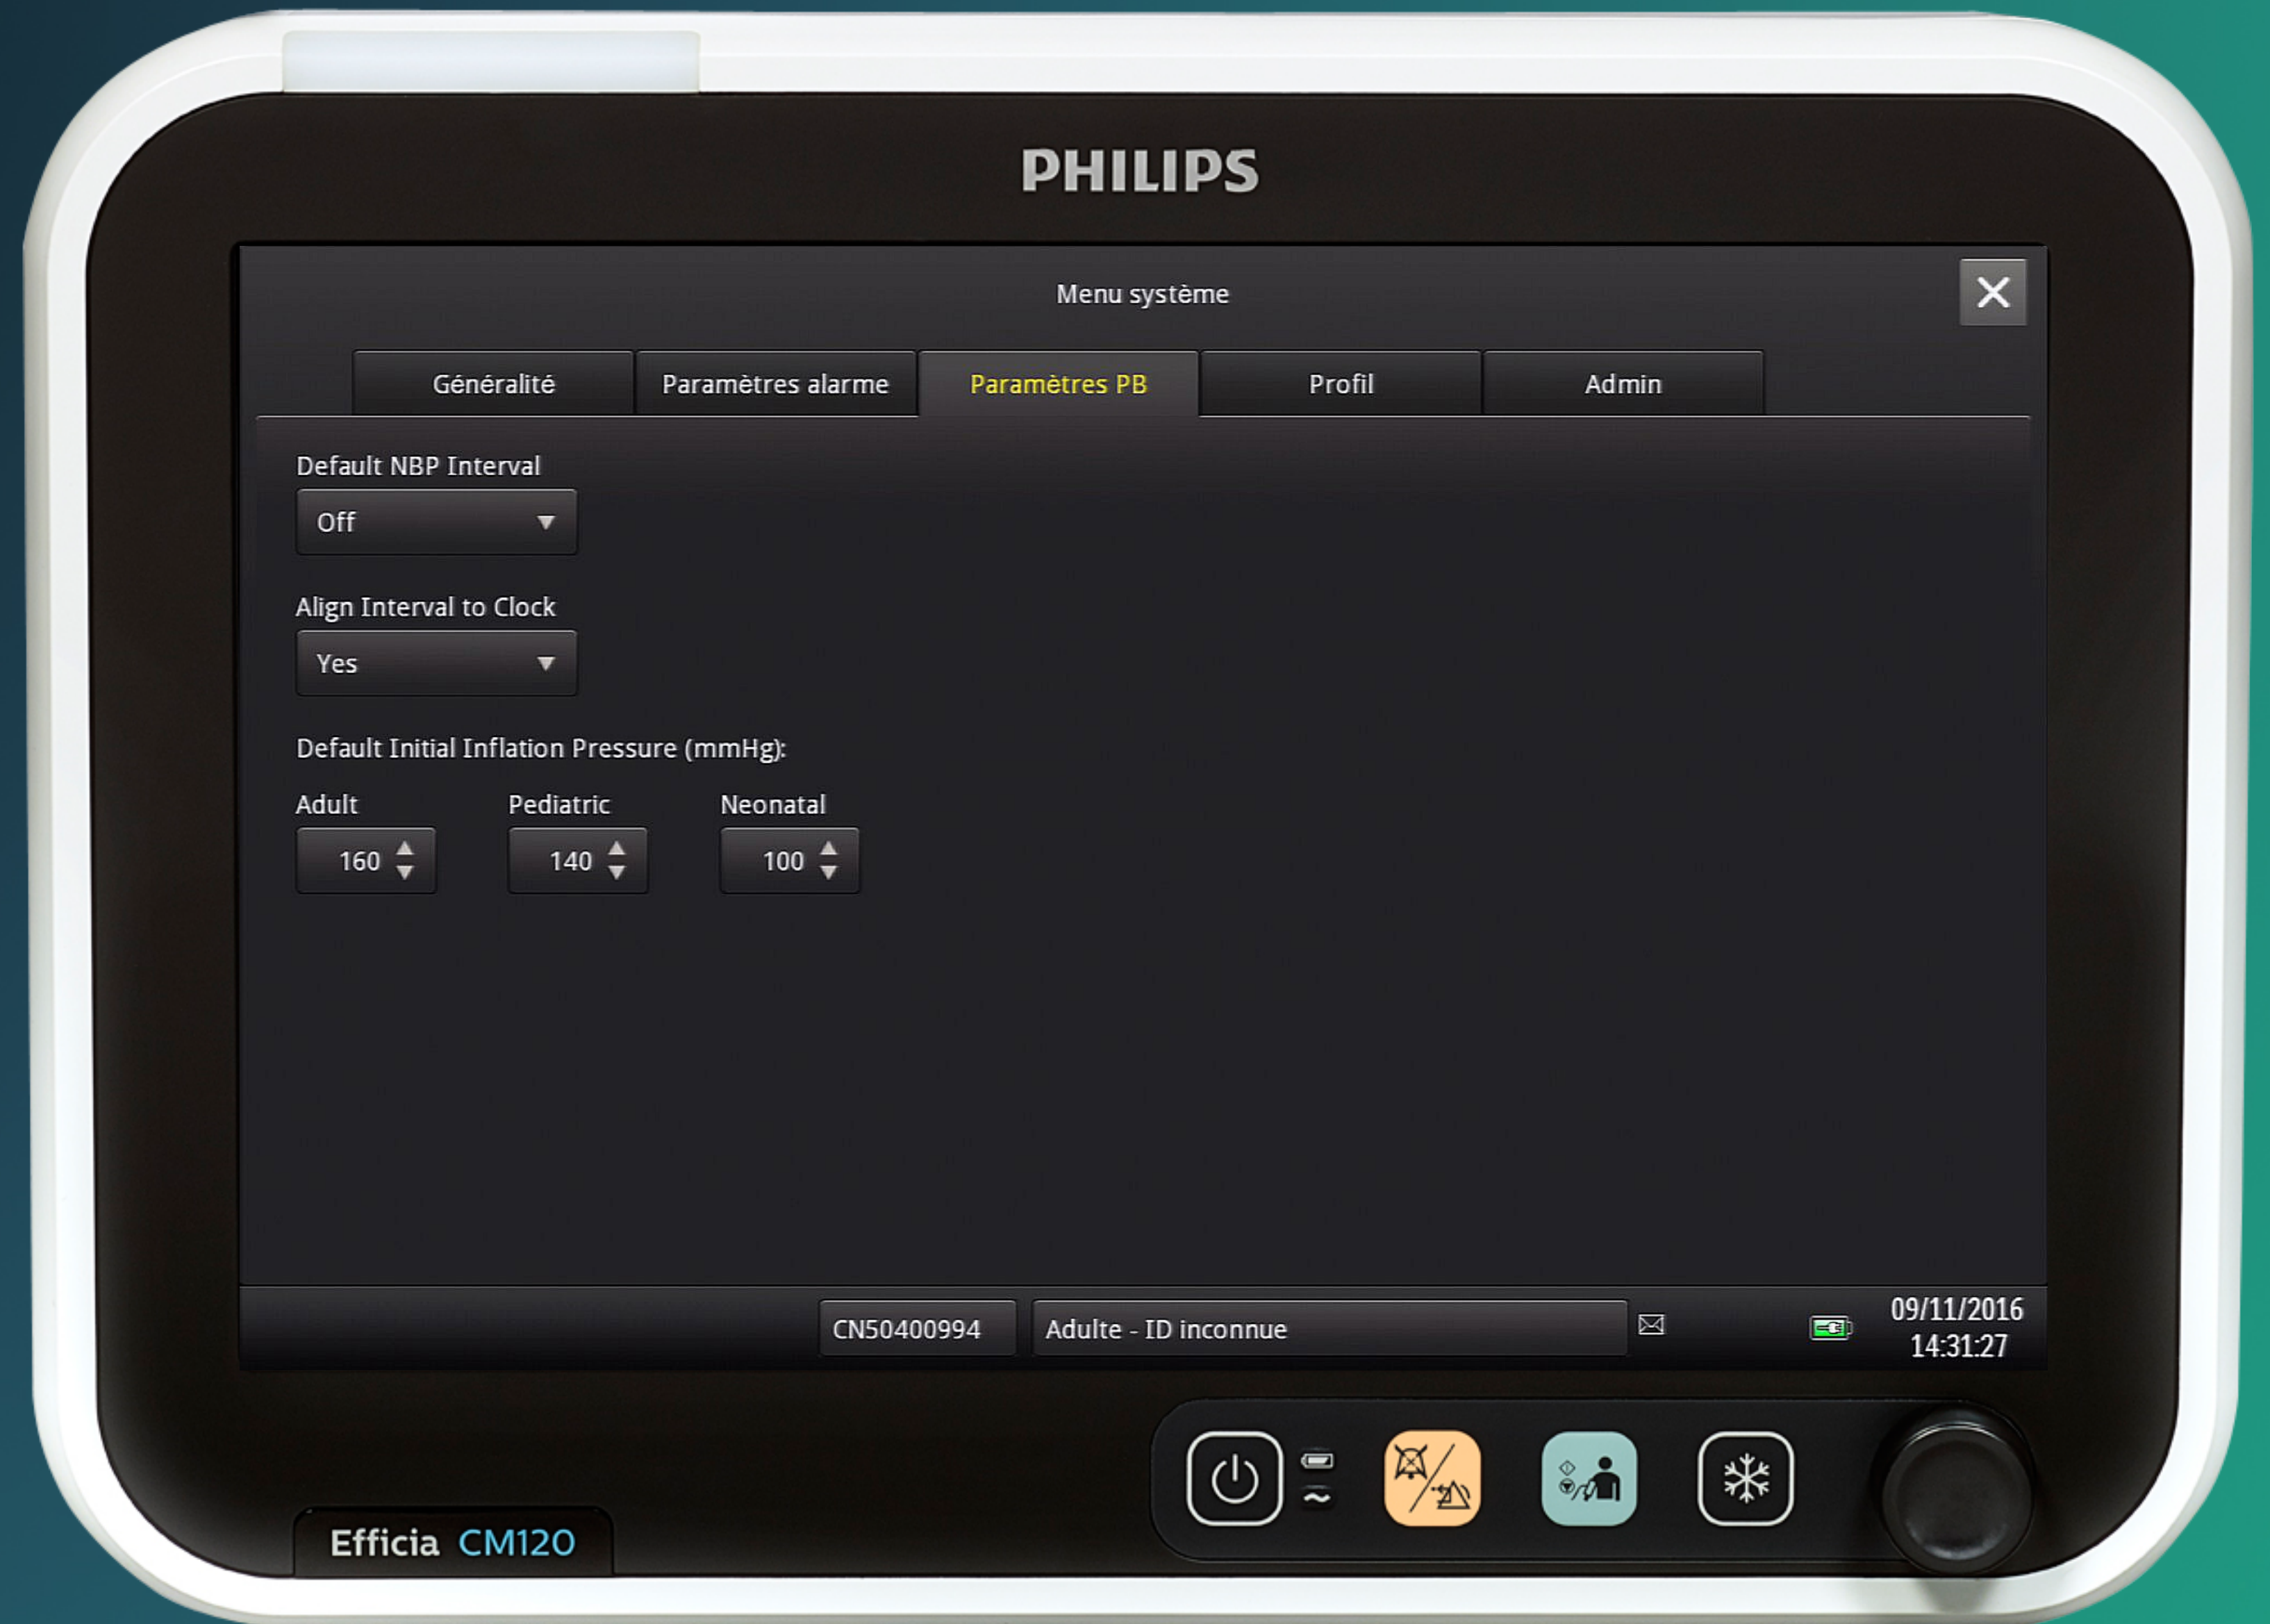 PHILIPS
Menu système
Généralité Paramètres alarme Paramètres PB Profil Admin
Default NBP Interval
Off
Align Interval to Clock
Yes
Default Initial Inflation Pressure (mmHg):
Adult Pediatric Neonatal
160 140 100
CN50400994 Adulte - ID inconnue 09/11/2016
14:31:27
Efficia CM120